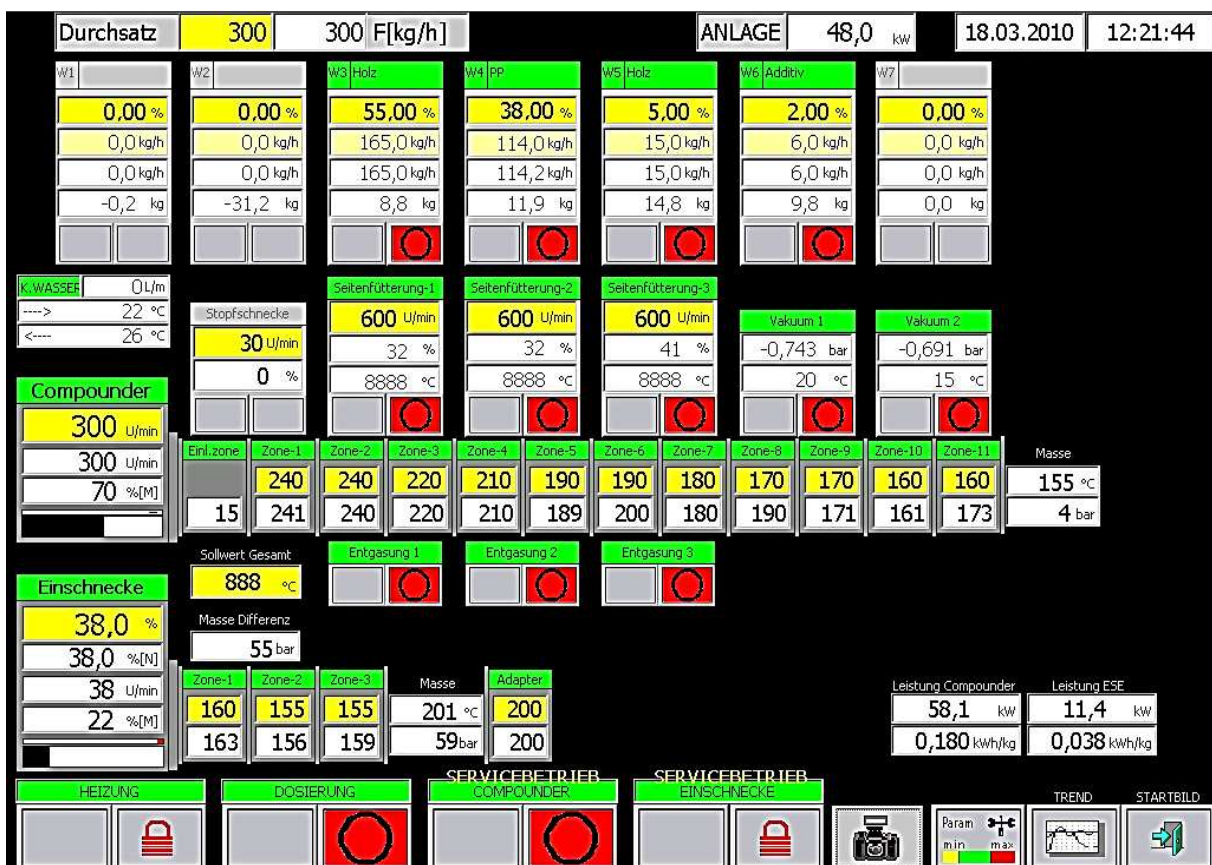 Durchsatz 300 300 F[kg/h] ANLAGE 48,0 kW 18.03.2010 12:21:44
W1 W2 W3 Holz W4 PP W5 Holz W6 Additiv W7
0,00 % 0,00 % 55,00 % 38,00 % 5,00 % 2,00 % 0,00 %
0,0 kg/h 0,0 kg/h 165,0 kg/h 114,0 kg/h 15,0 kg/h 6,0 kg/h 0,0 kg/h
0,0 kg/h 0,0 kg/h 165,0 kg/h 114,2 kg/h 15,0 kg/h 6,0 kg/h 0,0 kg/h
-0,2 kg -31,2 kg 8,8 kg 11,9 kg 14,8 kg 9,8 kg 0,0 kg
K.WASSER 0 L/m
----> 22 °C
<---- 26 °C
Stopfschnecke Seitenfütterung-1 Seitenfütterung-2 Seitenfütterung-3 Vakuum 1 Vakuum 2
30 U/min 600 U/min 600 U/min 600 U/min -0,743 bar -0,691 bar
0 % 32 % 32 % 41 % 20 °C 15 °C
8888 °C 8888 °C 8888 °C
Compounder
300 U/min
300 U/min
70 %[M]
Einl.zone Zone-1 Zone-2 Zone-3 Zone-4 Zone-5 Zone-6 Zone-7 Zone-8 Zone-9 Zone-10 Zone-11 Masse
240 240 220 210 190 190 180 170 170 160 160 155 °C
15 241 240 220 210 189 200 180 190 171 161 173 4 bar
Sollwert Gesamt Entgasung 1 Entgasung 2 Entgasung 3
888 °C
Masse Differenz
55 bar
Einschnecke
38,0 %
38,0 %[N]
38 U/min
22 %[M]
Zone-1 Zone-2 Zone-3 Masse Adapter
160 155 155 201 °C 200
163 156 159 59 bar 200
Leistung Compounder Leistung ESE
58,1 kW 11,4 kW
0,180 kWh/kg 0,038 kWh/kg
SERVICEBETRIEB SERVICEBETRIEB
HEIZUNG DOSIERUNG COMPOUNDER EINSCHNECKE TREND STARTBILD
Param
min max